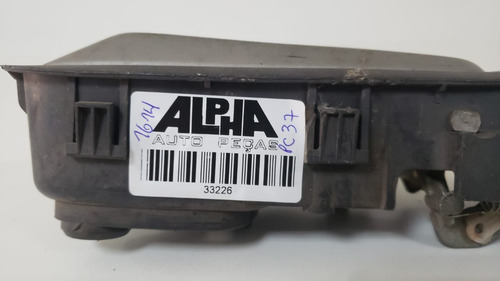 1614
ALPHA
AUTO PEÇAS
PC37
33226